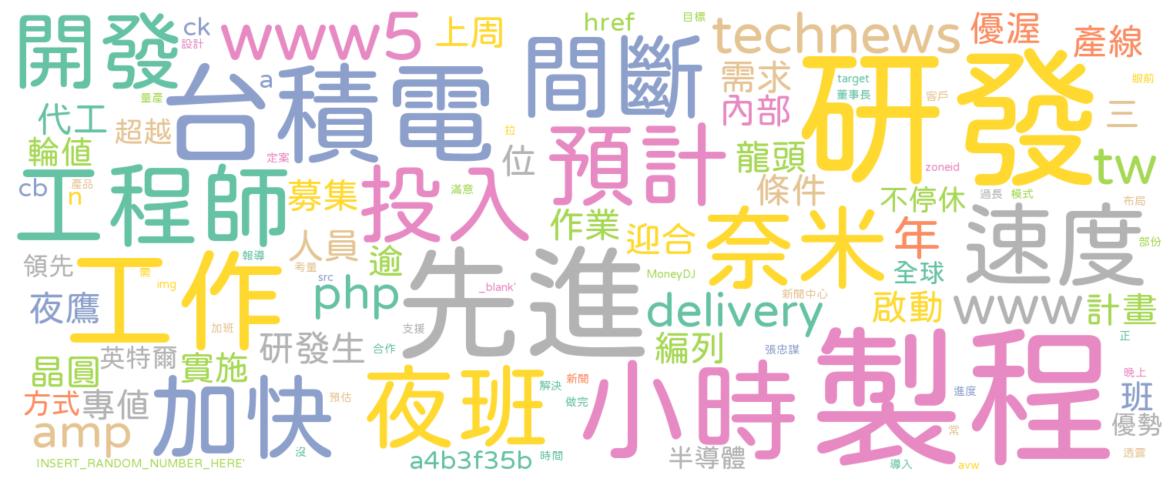 開發
ck
設計
www5
上周
href
目標
technews
優渥
產線
量產
台積電
a
間斷
需求
target
董事長
研發
客戶
眼前
代工
超越
拉
內部
三
輪值
定案
位
預計
龍頭
zoneid
tw
cb
產品
n
工程師
募集
投入
滿意
條件
不停休
過長
模式
布局
作業
迎合
奈米
年
速度
部份
領先
工作
報導
人員
考量
逾
先進
MoneyDJ
全球
需
img
src
php
_blank'
新聞中心
夜鷹
delivery
啟動
www
計畫
加班
支援
正
晶圓
英特爾
實施
研發生
合作
編列
張忠謀
製程
晚上
方式
專值
加快
預估
夜班
解決
新聞
做完
小時
進度
班
amp
優勢
常
INSERT_RANDOM_NUMBER_HERE'
沒
a4b3f35b
時間
半導體
導入
avw
透露